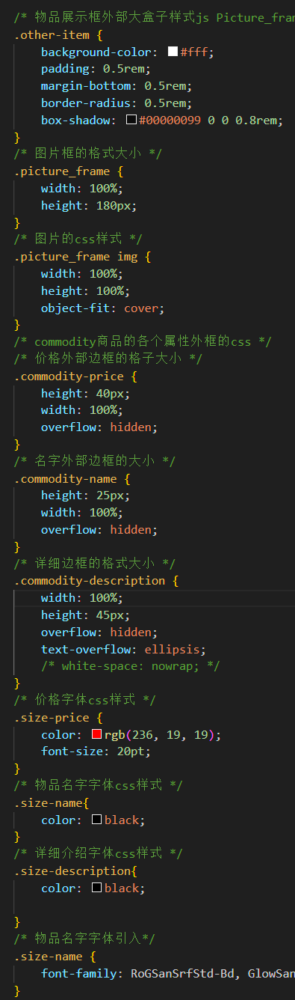 /* 物品展示框外部大盒子样式js Picture_fram
.other-item {
background-color: #fff;
padding: 0.5rem;
margin-bottom: 0.5rem;
border-radius: 0.5rem;
box-shadow: #00000099 0 0 0.8rem;
}
/* 图片框的格式大小 */
.picture_frame {
width: 100%;
height: 180px;
}
/* 图片的css样式 */
.picture_frame img {
width: 100%;
height: 100%;
object-fit: cover;
}
/* commodity商品的各个属性外框的css */
/* 价格外部边框的格子大小 */
.commodity-price {
height: 40px;
width: 100%;
overflow: hidden;
}
/* 名字外部边框的大小 */
.commodity-name {
height: 25px;
width: 100%;
overflow: hidden;
}
/* 详细边框的格式大小 */
.commodity-description {
width: 100%;
height: 45px;
overflow: hidden;
text-overflow: ellipsis;
/* white-space: nowrap; */
}
/* 价格字体css样式 */
.size-price {
color: rgb(236, 19, 19);
font-size: 20pt;
}
/* 物品名字字体css样式 */
.size-name{
color: black;
}
/* 详细介绍字体css样式 */
.size-description{
color: black;
}
/* 物品名字字体引入*/
.size-name {
font-family: RoGSanSrfStd-Bd, GlowSan
}